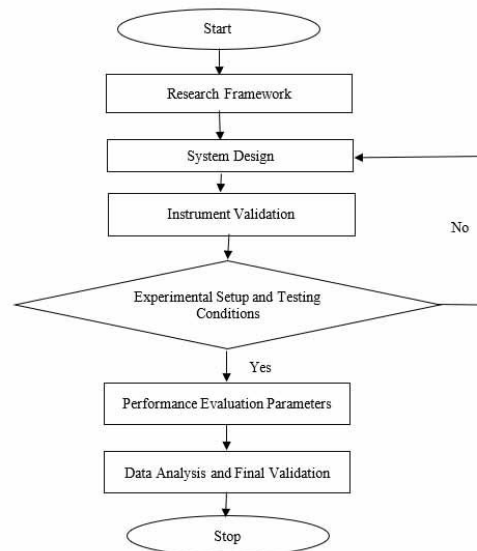 Start
Research Framework
System Design
Instrument Validation
No
Experimental Setup and Testing
Conditions
Yes
Performance Evaluation Parameters
Data Analysis and Final Validation
Stop